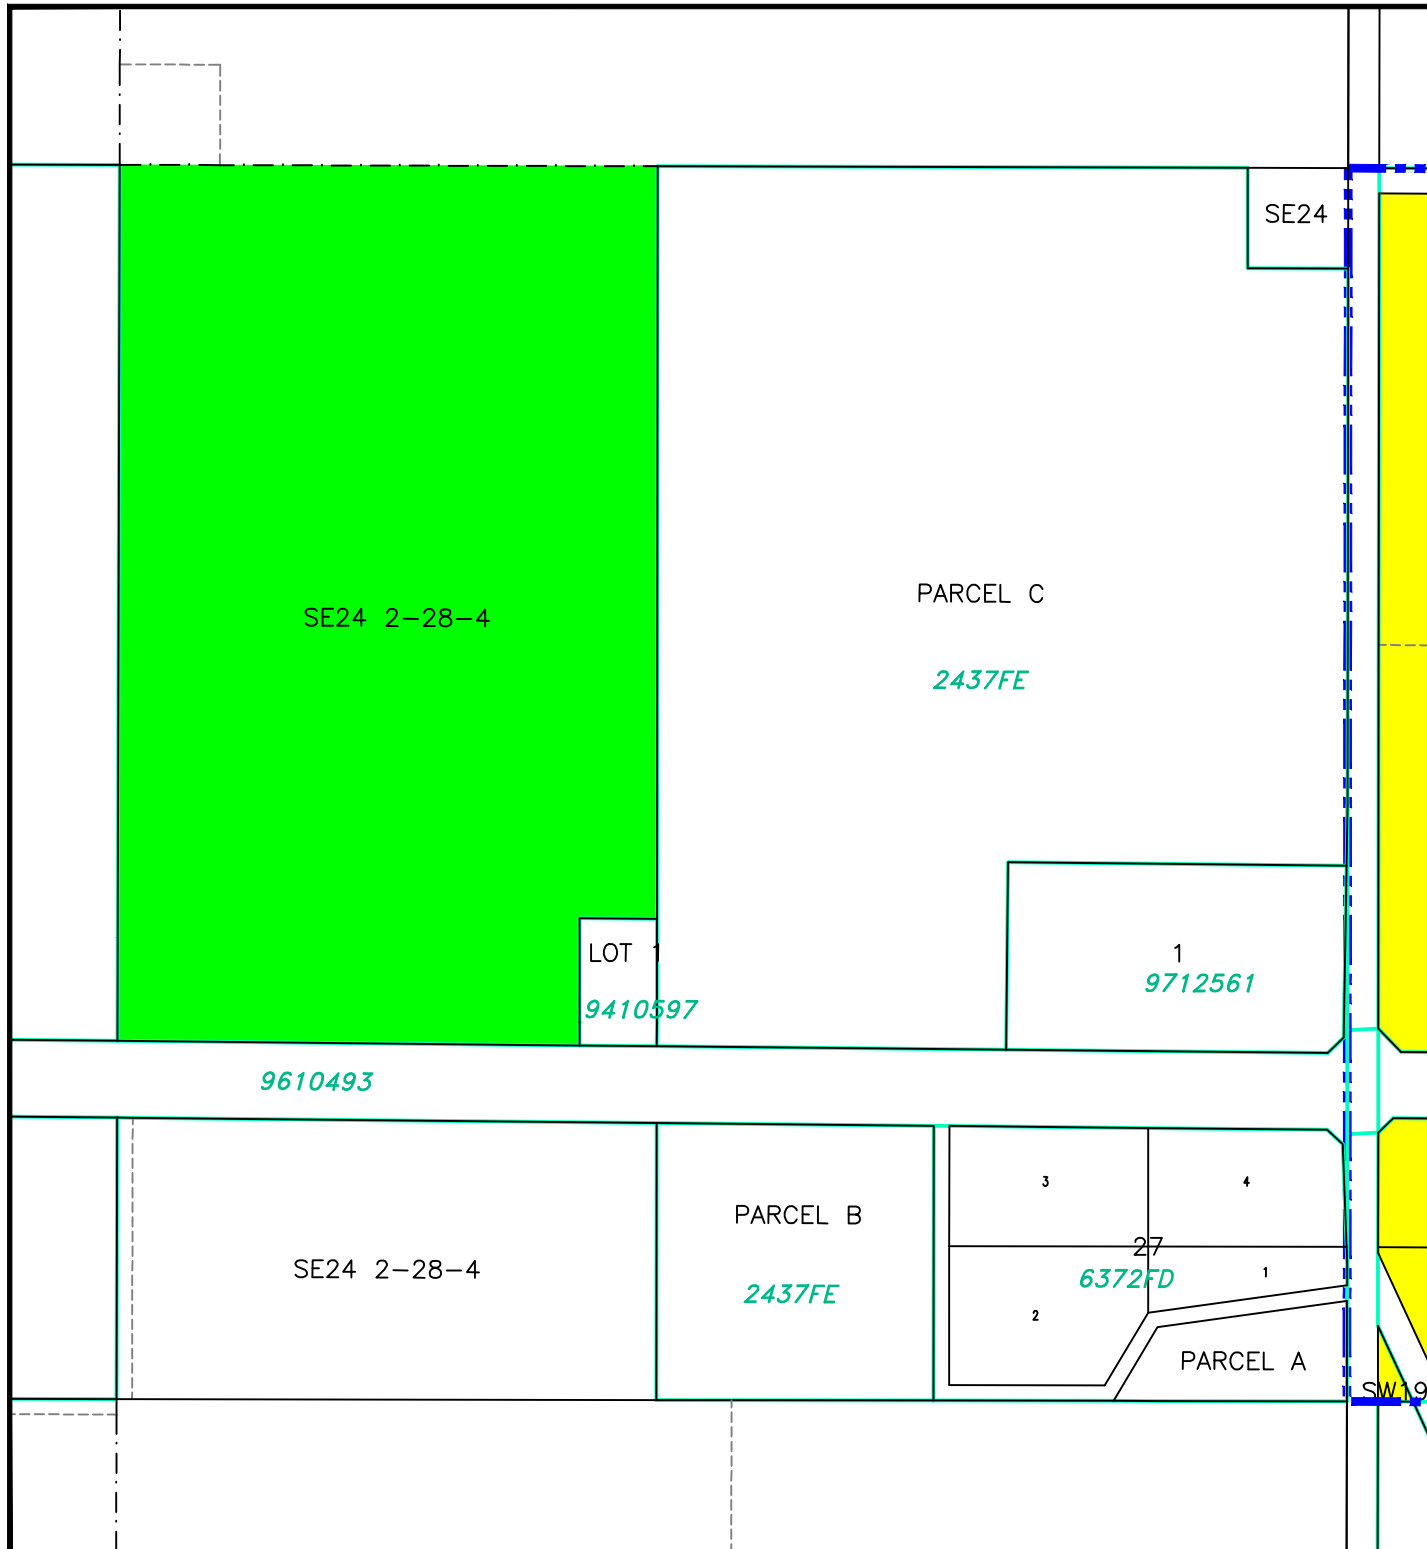 SE24
PARCEL C
SE24 2-28-4
2437FE
LOT 1
1
9410597
9712561
9610493
3
4
PARCEL B
27
SE24 2-28-4
1
6372FD
2437FE
2
PARCEL A
SW19